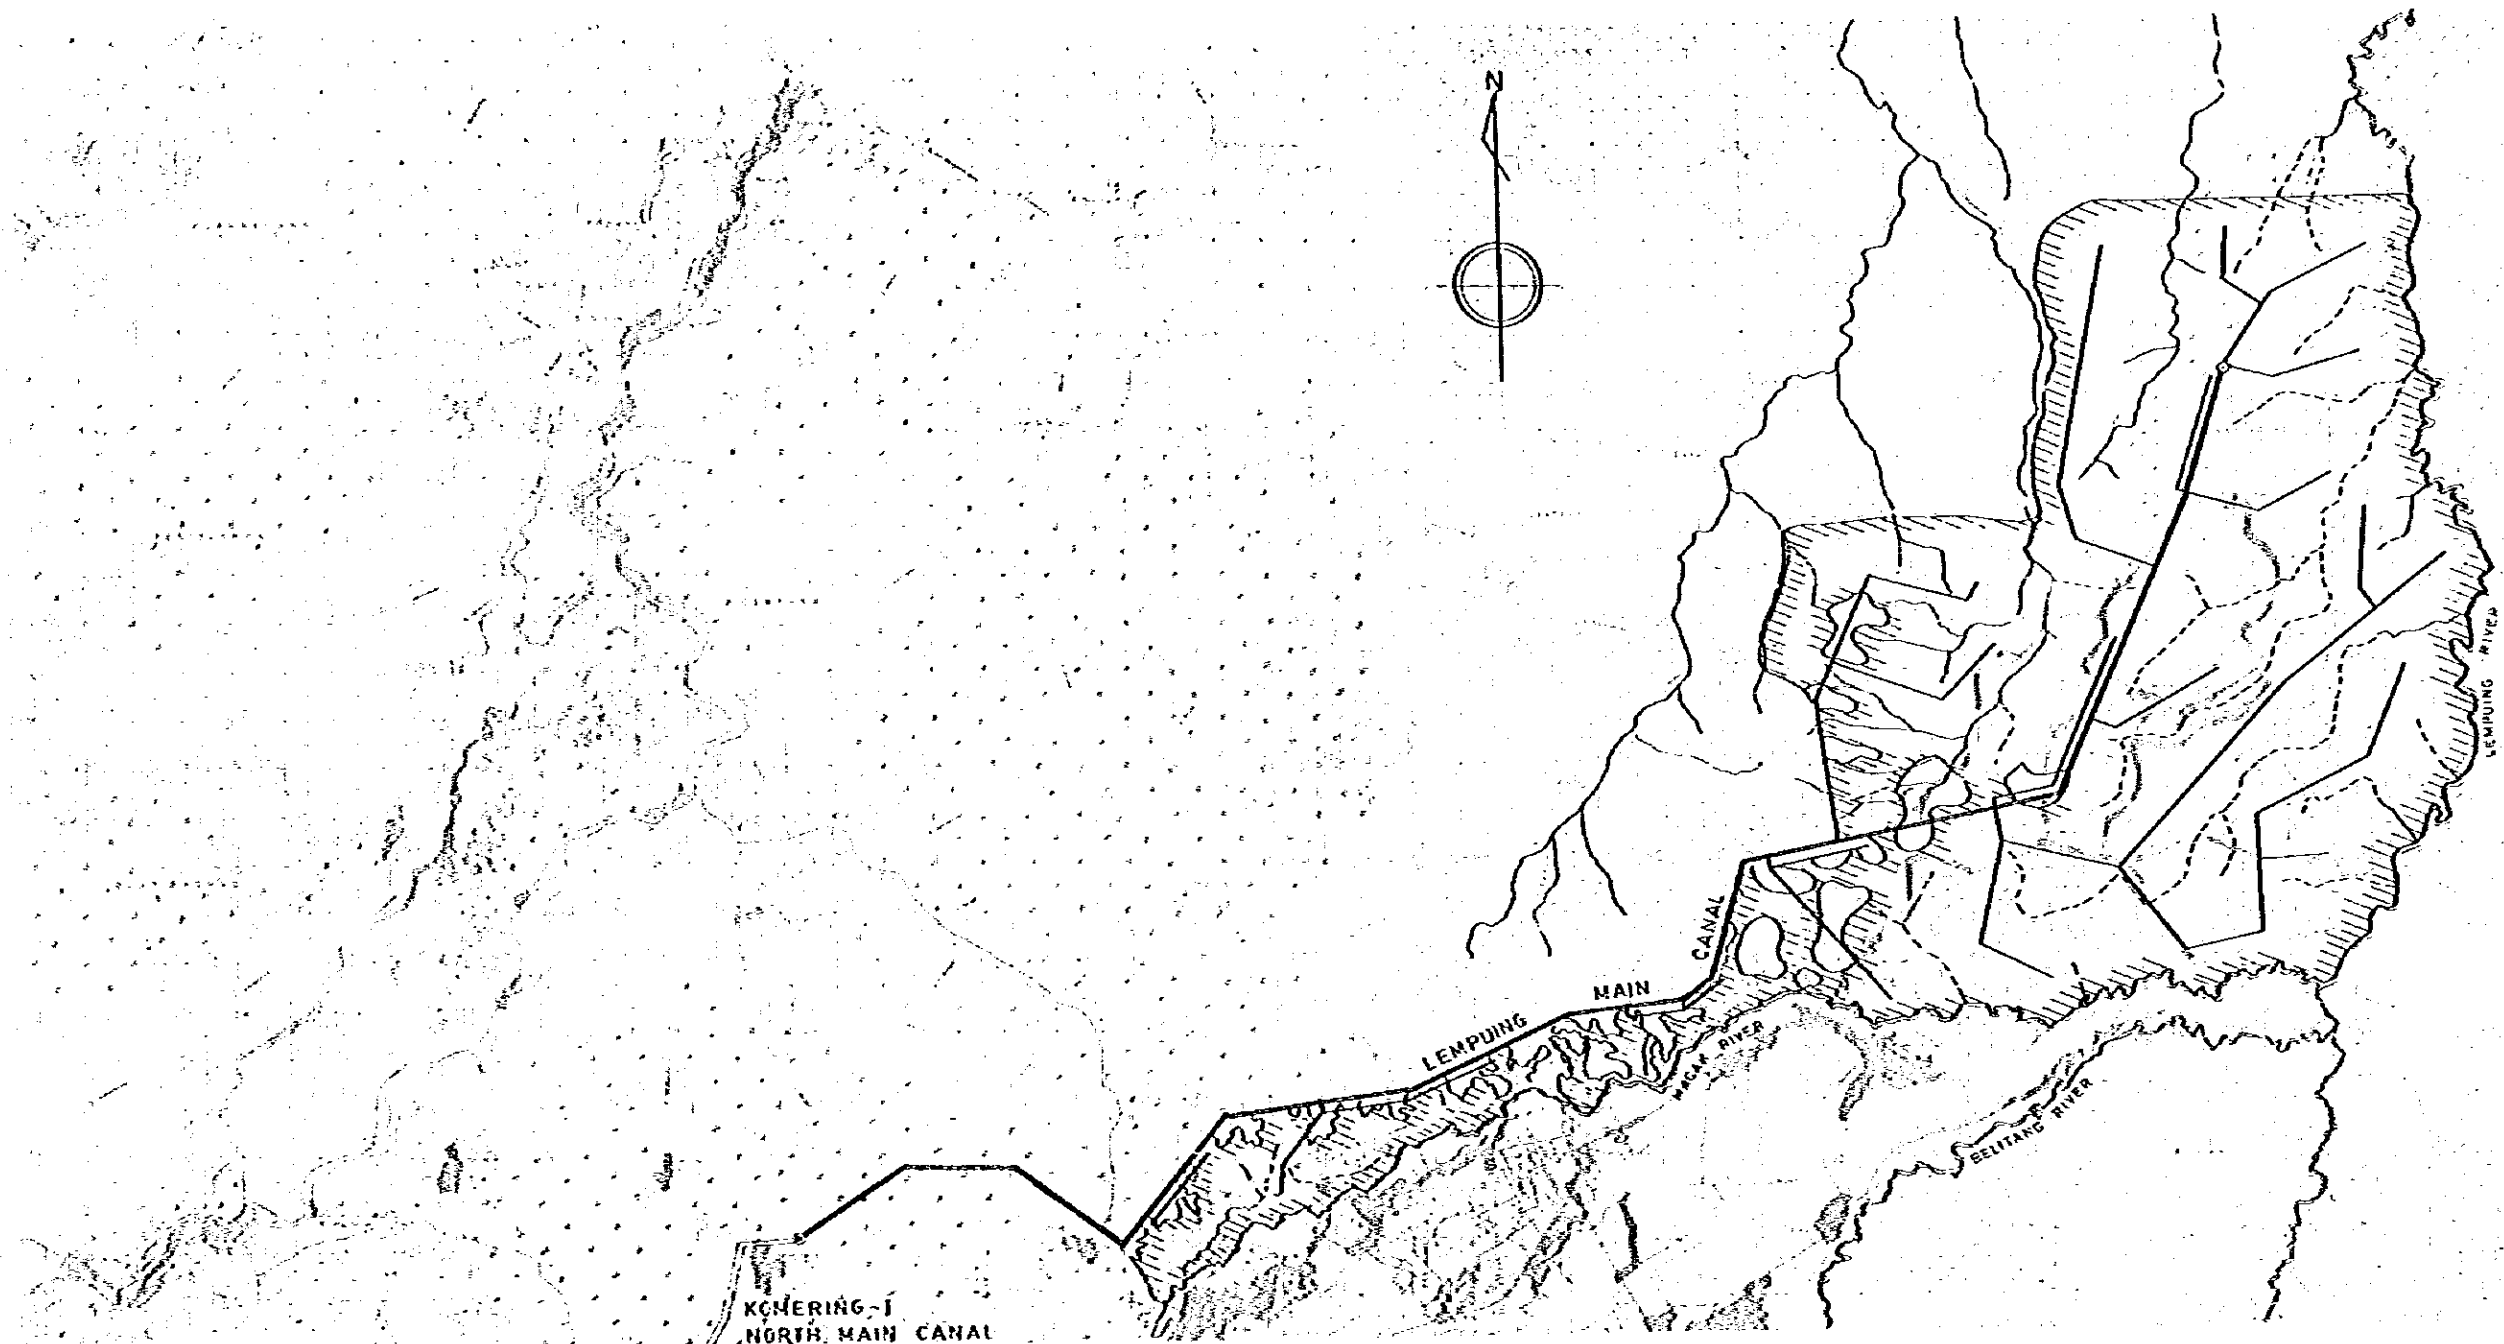 N
LEMPUING RIVER
CANAL
MAIN
LEMPUING
MACAK RIVER
BELITANG RIVER
KOMERING-I
NORTH MAIN CANAL